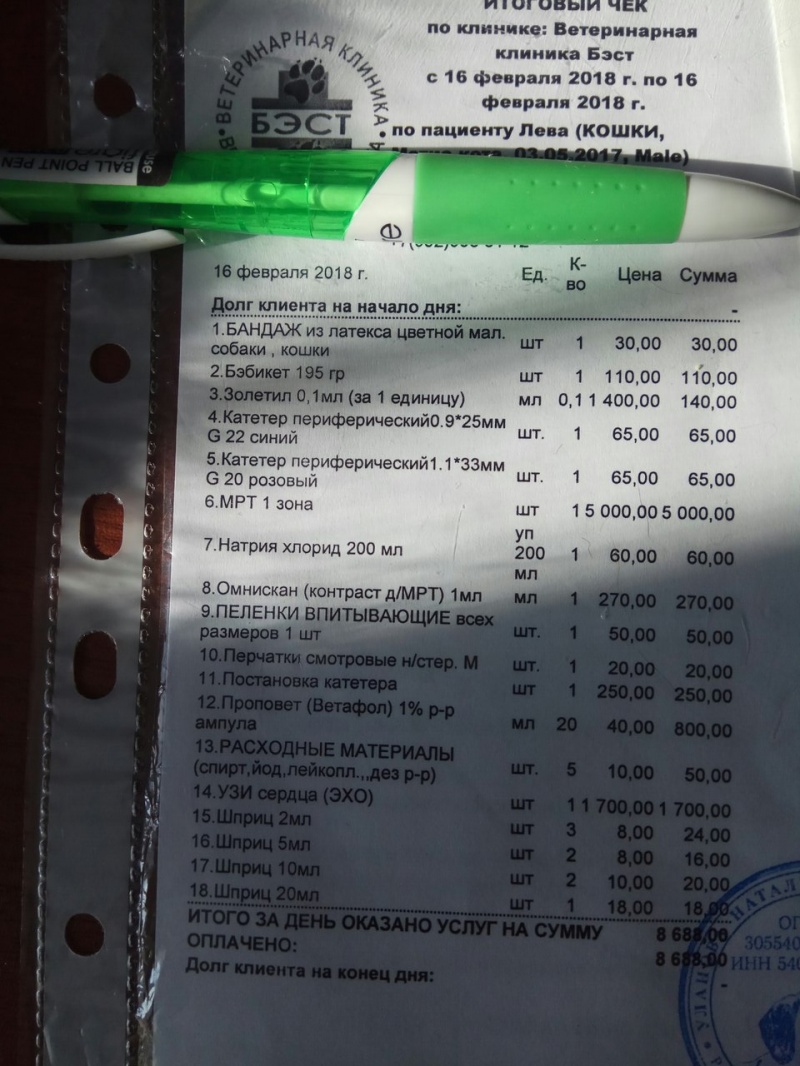 ИТОГОВЫЙ ЧЕК
по клинике: Ветеринарная
клиника Бэст
с 16 февраля 2018 г. по 16
февраля 2018 г.
по пациенту Лева (КОШКИ,
03.05.2017, Male)
ВЕТЕРИНАРНАЯ КЛИНИКА
БЭСТ
BALL POINT PEN
use
16 февраля 2018 г. Ед. К-во Цена Сумма
Долг клиента на начало дня: -
1.БАНДАЖ из латекса цветной мал.
собаки , кошки шт 1 30,00 30,00
2.Бэбикет 195 гр шт 1 110,00 110,00
3.Золетил 0,1мл (за 1 единицу) мл 0,1 1 400,00 140,00
4.Катетер периферический0.9*25мм
G 22 синий шт. 1 65,00 65,00
5.Катетер периферический1.1*33мм
G 20 розовый шт. 1 65,00 65,00
6.МРТ 1 зона шт 1 5 000,00 5 000,00
7.Натрия хлорид 200 мл уп 200 мл 1 60,00 60,00
8.Омнискан (контраст д/МРТ) 1мл мл 1 270,00 270,00
9.ПЕЛЕНКИ ВПИТЫВАЮЩИЕ всех
размеров 1 шт шт. 1 50,00 50,00
10.Перчатки смотровые н/стер. М шт. 1 20,00 20,00
11.Постановка катетера шт 1 250,00 250,00
12.Проповет (Ветафол) 1% р-р
ампула мл 20 40,00 800,00
13.РАСХОДНЫЕ МАТЕРИАЛЫ
(спирт,йод,лейкопл.,,дез р-р) шт. 5 10,00 50,00
14.УЗИ сердца (ЭХО) шт 1 1 700,00 1 700,00
15.Шприц 2мл шт 3 8,00 24,00
16.Шприц 5мл шт 2 8,00 16,00
17.Шприц 10мл шт 2 10,00 20,00
18.Шприц 20мл шт 1 18,00 18,00
ИТОГО ЗА ДЕНЬ ОКАЗАНО УСЛУГ НА СУММУ 8 688,00
ОПЛАЧЕНО: 8 688,00
Долг клиента на конец дня: -
НАТАЛ
ОГ
305540
ИНН 540